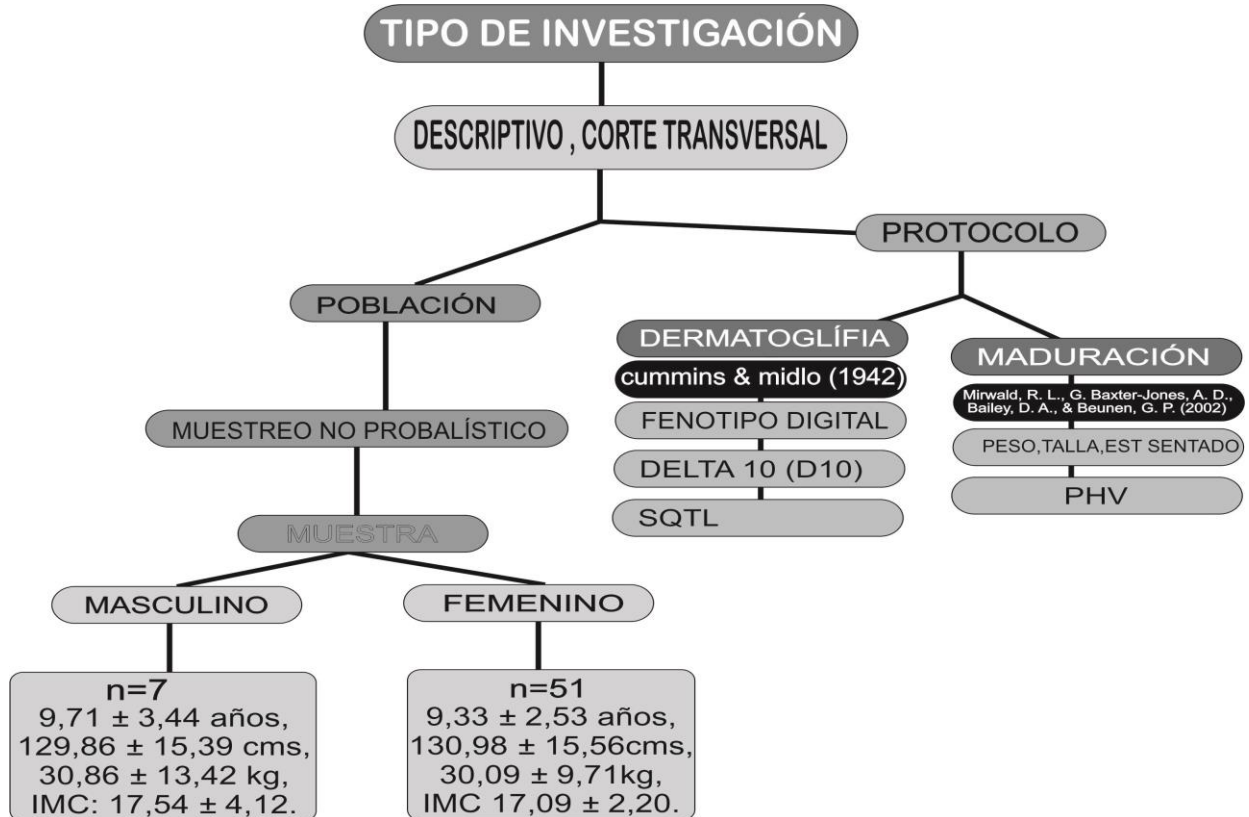 TIPO DE INVESTIGACIÓN
DESCRIPTIVO , CORTE TRANSVERSAL
POBLACIÓN
MUESTREO NO PROBALÍSTICO
MUESTRA
MASCULINO
n=7
9,71 ± 3,44 años,
129,86 ± 15,39 cms,
30,86 ± 13,42 kg,
IMC: 17,54 ± 4,12.
FEMENINO
n=51
9,33 ± 2,53 años,
130,98 ± 15,56cms,
30,09 ± 9,71kg,
IMC 17,09 ± 2,20.
PROTOCOLO
DERMATOGLÍFIA
cummins & midlo (1942)
FENOTIPO DIGITAL
DELTA 10 (D10)
SQTL
MADURACIÓN
Mirwald, R. L., G. Baxter-Jones, A. D.,
Bailey, D. A., & Beunen, G. P. (2002)
PESO,TALLA,EST SENTADO
PHV